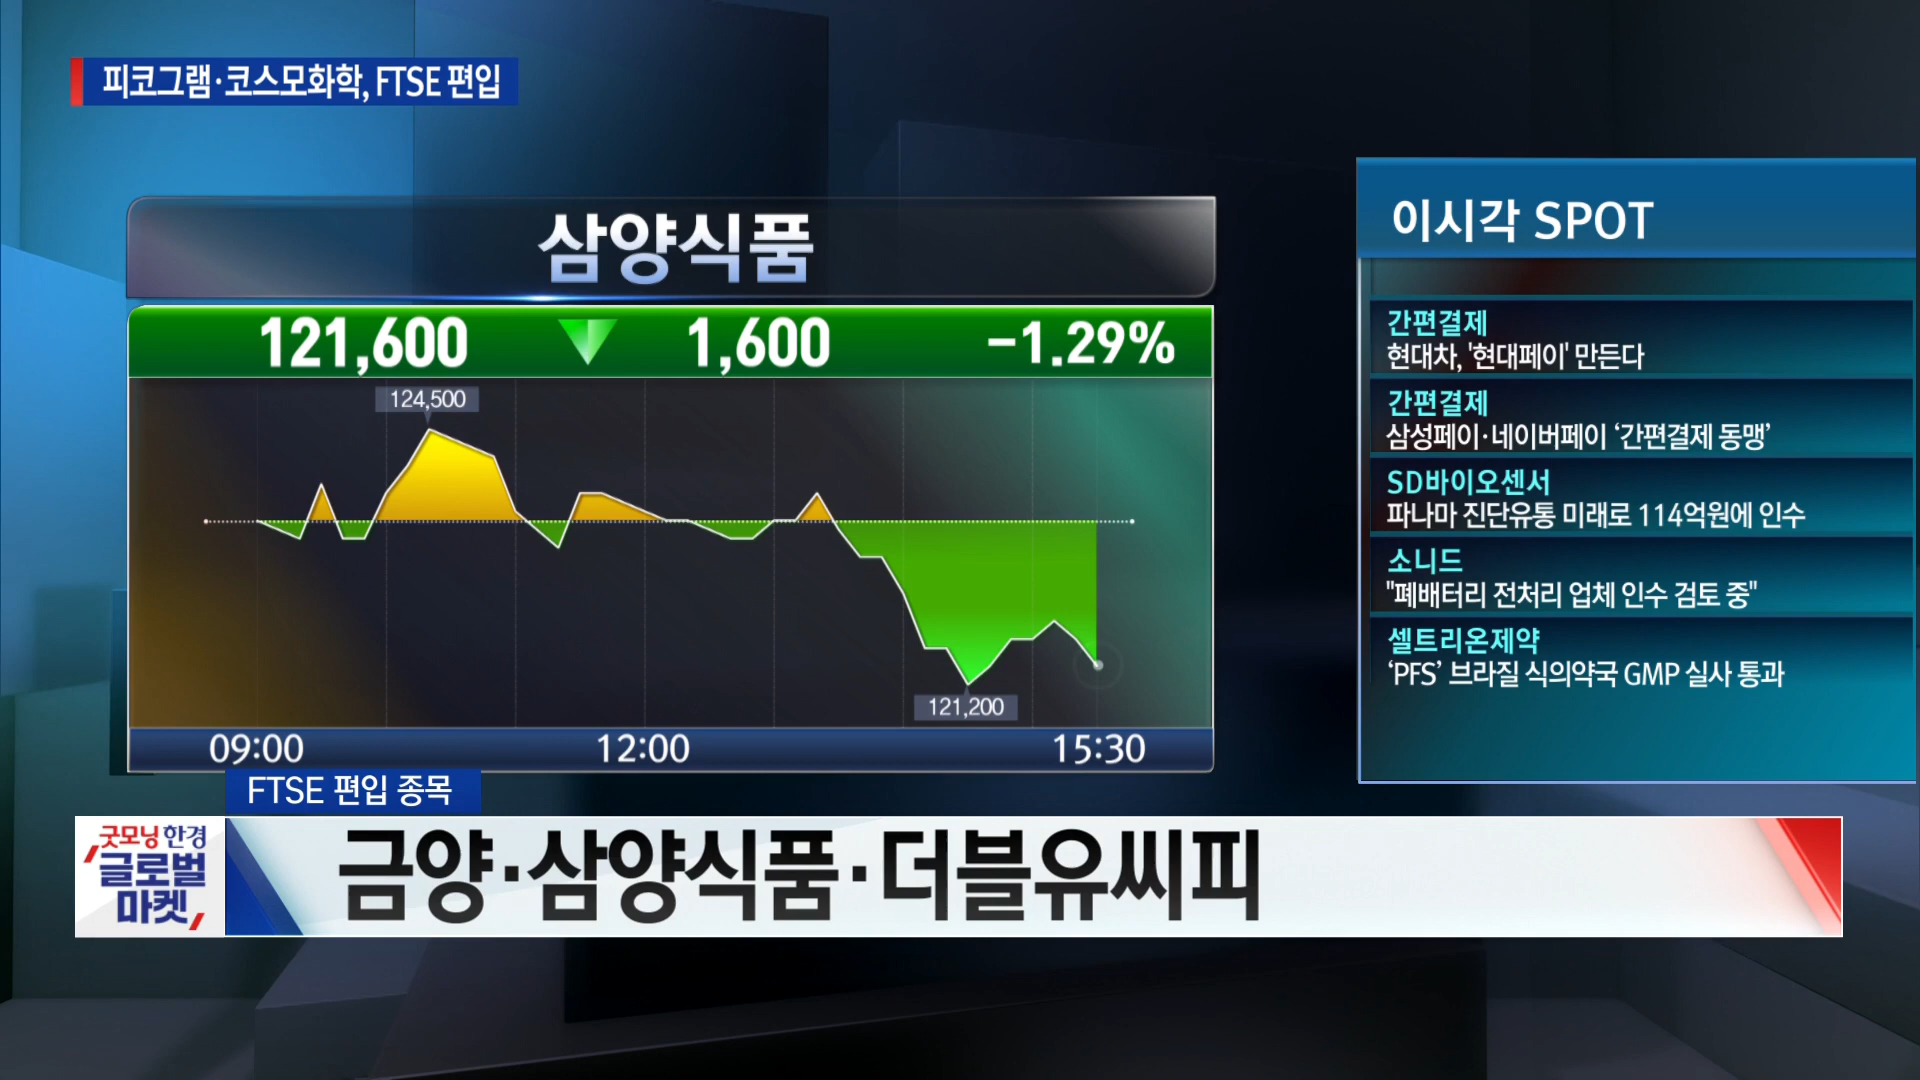 피코그램·코스모화학, FTSE 편입
삼양식품
121,600 ▼ 1,600 -1.29%
124,500
121,200
09:00 12:00 15:30
이시각 SPOT
간편결제
현대차, '현대페이' 만든다
간편결제
삼성페이·네이버페이 ‘간편결제 동맹’
SD바이오센서
파나마 진단유통 미래로 114억원에 인수
소니드
"폐배터리 전처리 업체 인수 검토 중"
셀트리온제약
‘PFS’ 브라질 식의약국 GMP 실사 통과
FTSE 편입 종목
굿모닝 한경
글로벌
마켓
금양·삼양식품·더블유씨피